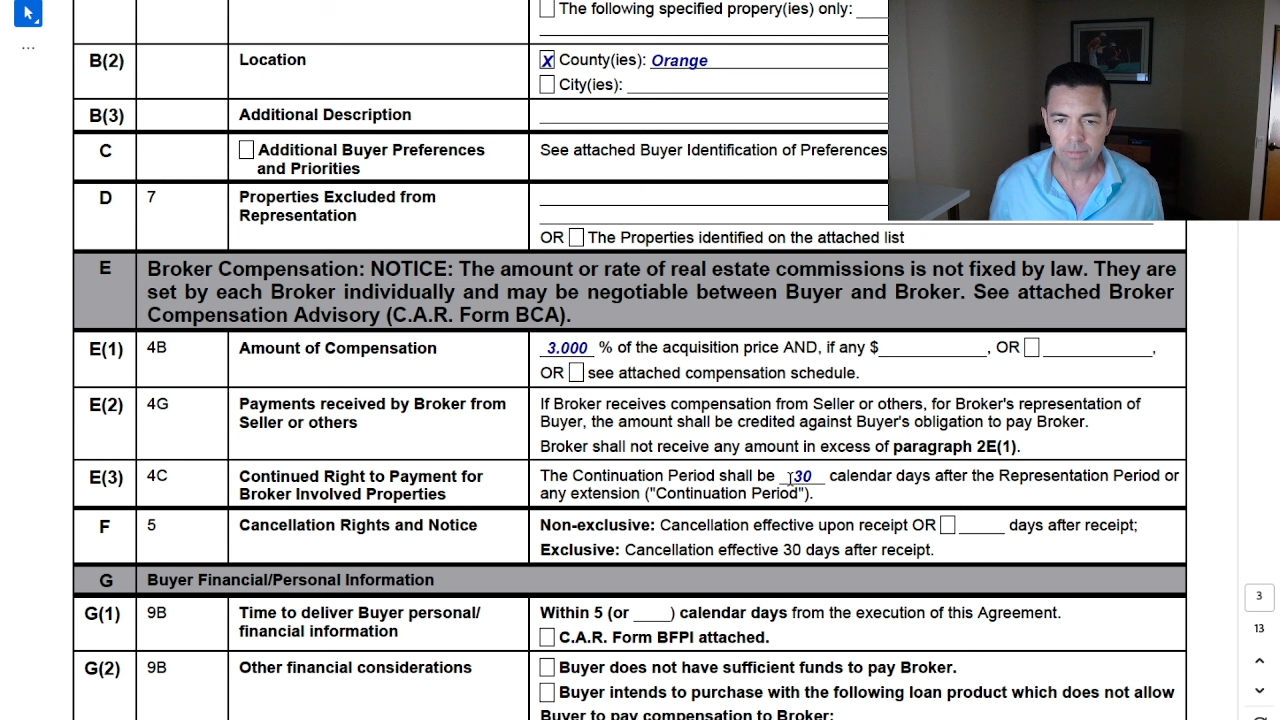 The following specified propery(ies) only:
B(2) Location X County(ies): Orange
City(ies):
B(3) Additional Description
C Additional Buyer Preferences and Priorities See attached Buyer Identification of Preferences
D 7 Properties Excluded from Representation
OR The Properties identified on the attached list
E Broker Compensation: NOTICE: The amount or rate of real estate commissions is not fixed by law. They are
set by each Broker individually and may be negotiable between Buyer and Broker. See attached Broker
Compensation Advisory (C.A.R. Form BCA).
E(1) 4B Amount of Compensation 3.000 % of the acquisition price AND, if any $ , OR ,
OR see attached compensation schedule.
E(2) 4G Payments received by Broker from Seller or others If Broker receives compensation from Seller or others, for Broker's representation of
Buyer, the amount shall be credited against Buyer's obligation to pay Broker.
Broker shall not receive any amount in excess of paragraph 2E(1).
E(3) 4C Continued Right to Payment for Broker Involved Properties The Continuation Period shall be 30 calendar days after the Representation Period or
any extension ("Continuation Period").
F 5 Cancellation Rights and Notice Non-exclusive: Cancellation effective upon receipt OR days after receipt;
Exclusive: Cancellation effective 30 days after receipt.
G Buyer Financial/Personal Information
G(1) 9B Time to deliver Buyer personal/ financial information Within 5 (or ____) calendar days from the execution of this Agreement.
C.A.R. Form BFPI attached.
G(2) 9B Other financial considerations Buyer does not have sufficient funds to pay Broker.
Buyer intends to purchase with the following loan product which does not allow
Buyer to pay compensation to Broker:
3
13